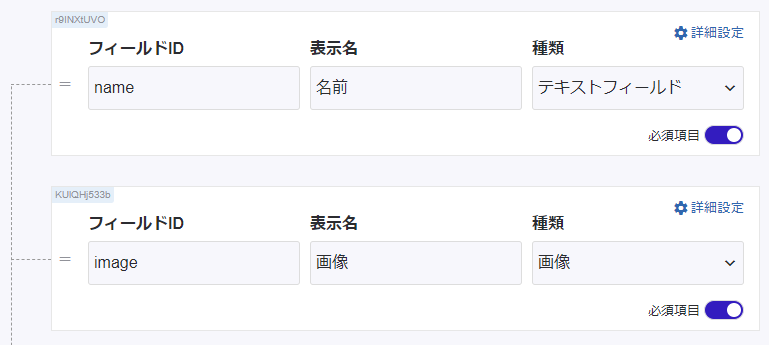 r9INXtUVO
詳細設定
フィールドID 表示名 種類
name 名前 テキストフィールド
必須項目
KUIQHj533b
詳細設定
フィールドID 表示名 種類
image 画像 画像
必須項目